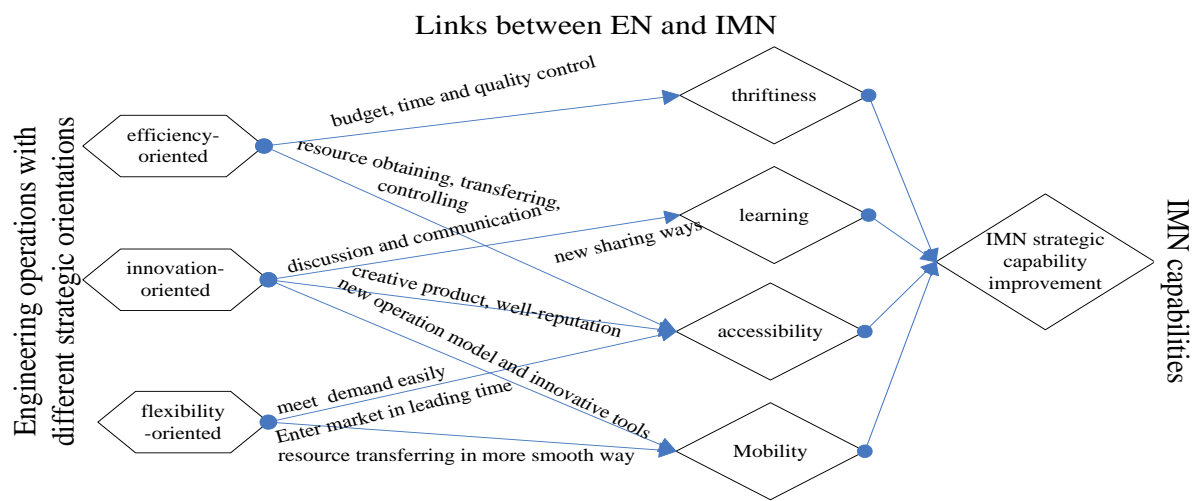 Links between EN and IMN
Engineering operations with
different strategic orientations
efficiency-
oriented
innovation-
oriented
flexibility
-oriented
budget, time and quality control
resource obtaining, transferring,
controlling
discussion and communication
new sharing ways
creative product, well-reputation
new operation model and innovative tools
meet demand easily
Enter market in leading time
resource transferring in more smooth way
thriftiness
learning
accessibility
Mobility
IMN strategic
capability
improvement
IMN capabilities